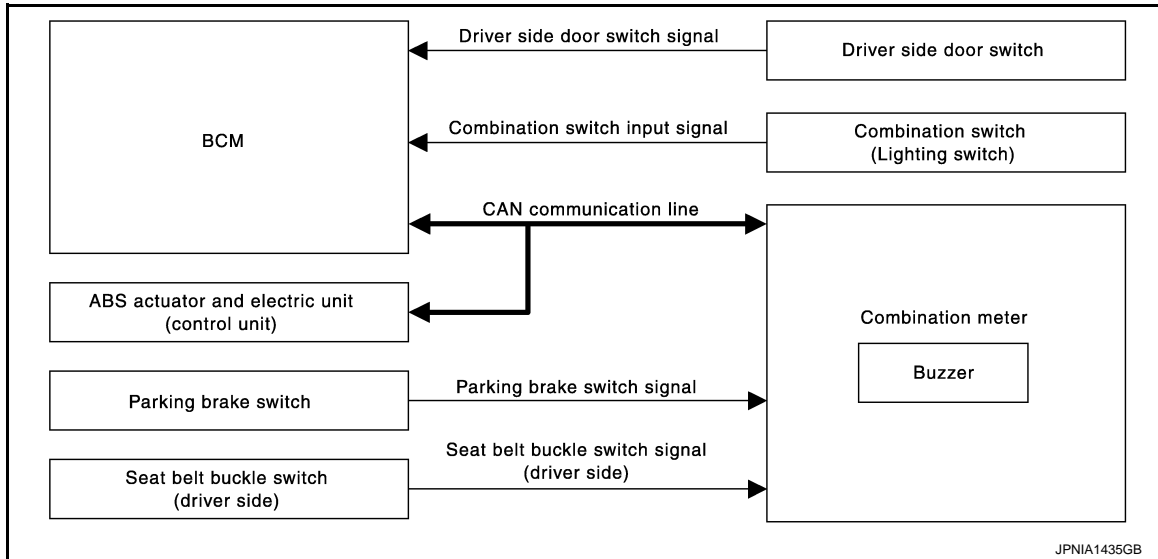 Driver side door switch signal
Driver side door switch
BCM
Combination switch input signal
Combination switch
(Lighting switch)
CAN communication line
ABS actuator and electric unit
(control unit)
Combination meter
Buzzer
Parking brake switch
Parking brake switch signal
Seat belt buckle switch
(driver side)
Seat belt buckle switch signal
(driver side)
JPNIA1435GB